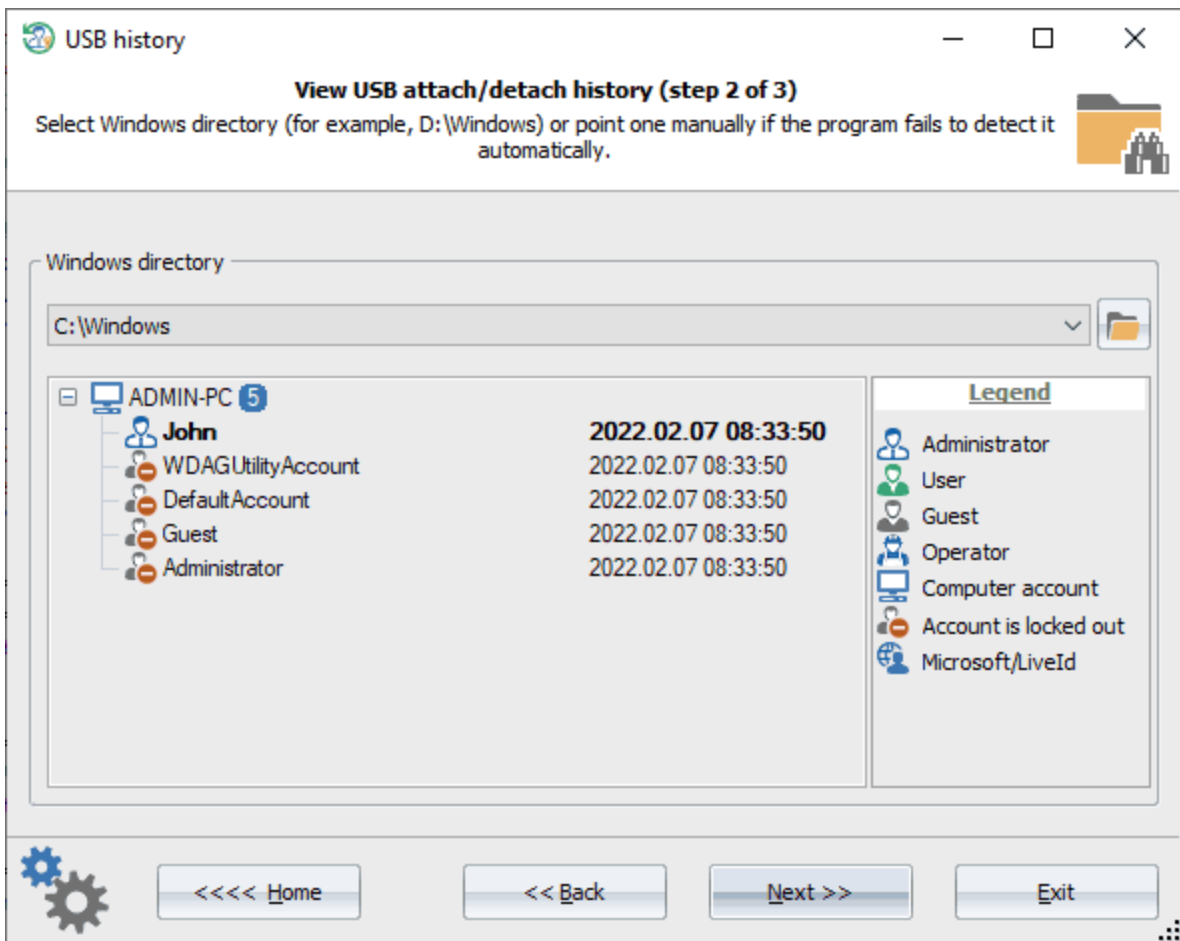 USB history
View USB attach/detach history (step 2 of 3)
Select Windows directory (for example, D:\Windows) or point one manually if the program fails to detect it
automatically.
Windows directory
C:\Windows
ADMIN-PC 5
John 2022.02.07 08:33:50
WDAGUtilityAccount 2022.02.07 08:33:50
DefaultAccount 2022.02.07 08:33:50
Guest 2022.02.07 08:33:50
Administrator 2022.02.07 08:33:50
Legend
Administrator
User
Guest
Operator
Computer account
Account is locked out
Microsoft/LiveId
<<<< Home
<< Back
Next >>
Exit